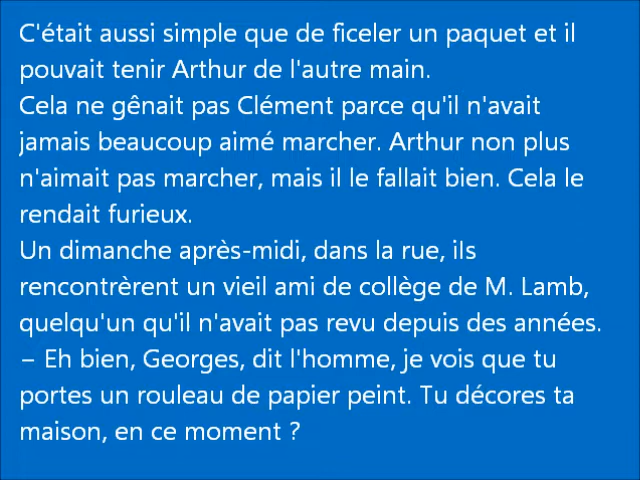 C'était aussi simple que de ficeler un paquet et il
pouvait tenir Arthur de l'autre main.
Cela ne gênait pas Clément parce qu'il n'avait
jamais beaucoup aimé marcher. Arthur non plus
n'aimait pas marcher, mais il le fallait bien. Cela le
rendait furieux.
Un dimanche après-midi, dans la rue, ils
rencontrèrent un vieil ami de collège de M. Lamb,
quelqu'un qu'il n'avait pas revu depuis des années.
– Eh bien, Georges, dit l'homme, je vois que tu
portes un rouleau de papier peint. Tu décores ta
maison, en ce moment ?